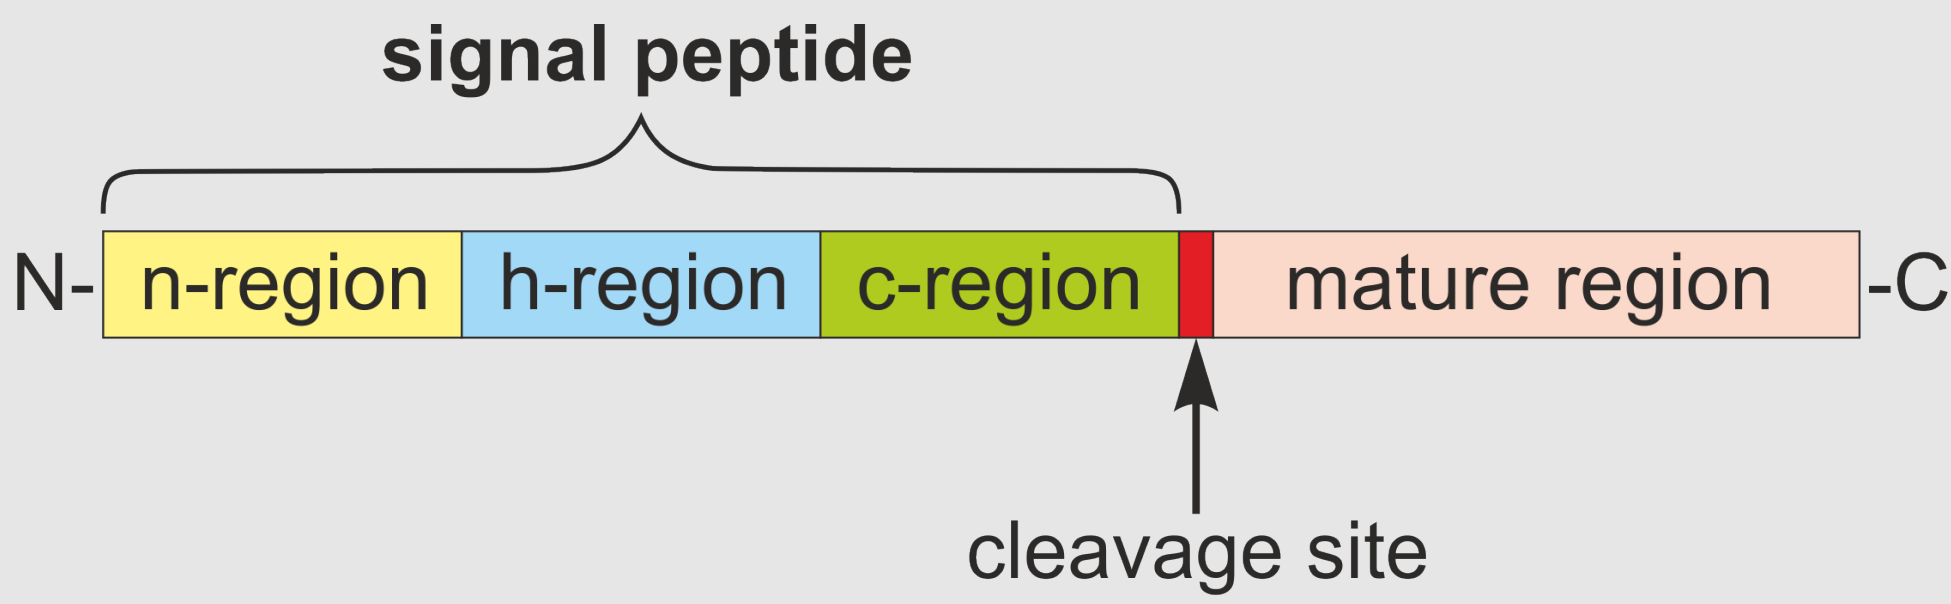 signal peptide
N- n-region h-region c-region mature region -C
cleavage site